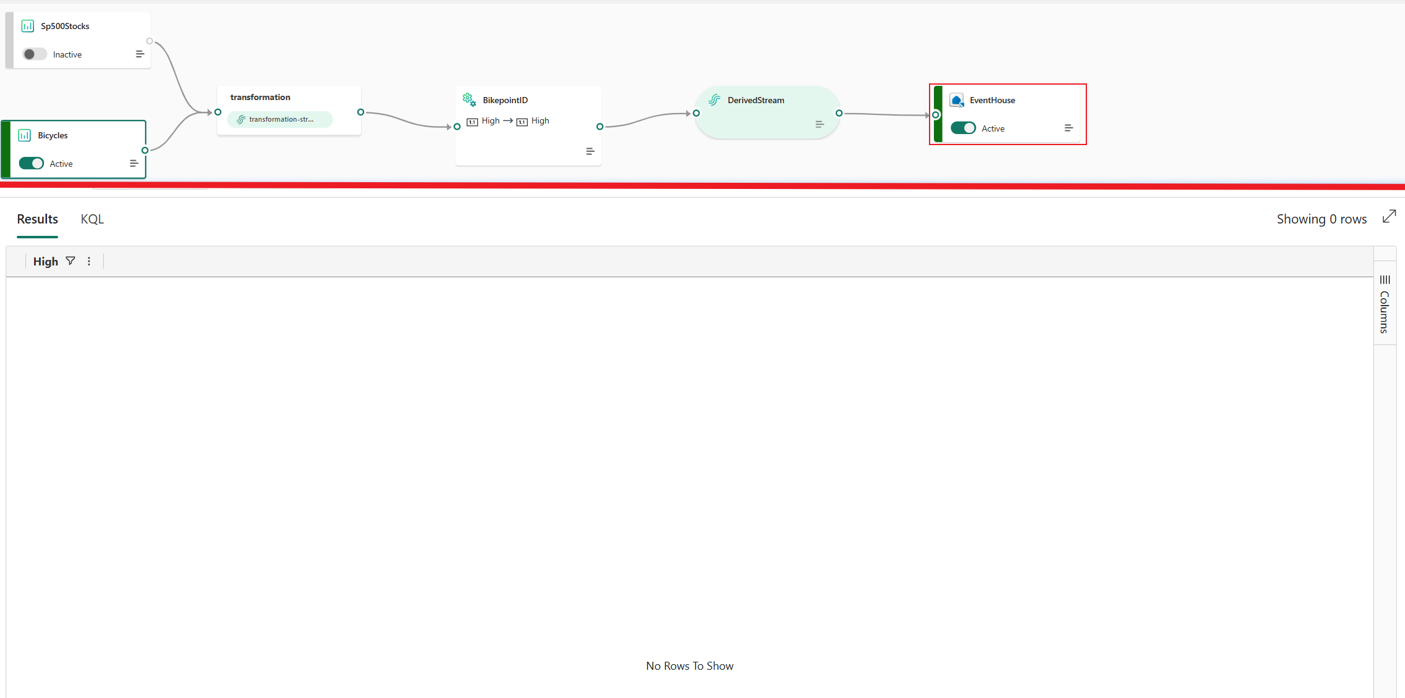 Sp500Stocks
Inactive
Bicycles
Active
transformation
transformation-str...
BikepointID
High → High
DerivedStream
EventHouse
Active
Results
KQL
Showing 0 rows
High
Columns
No Rows To Show